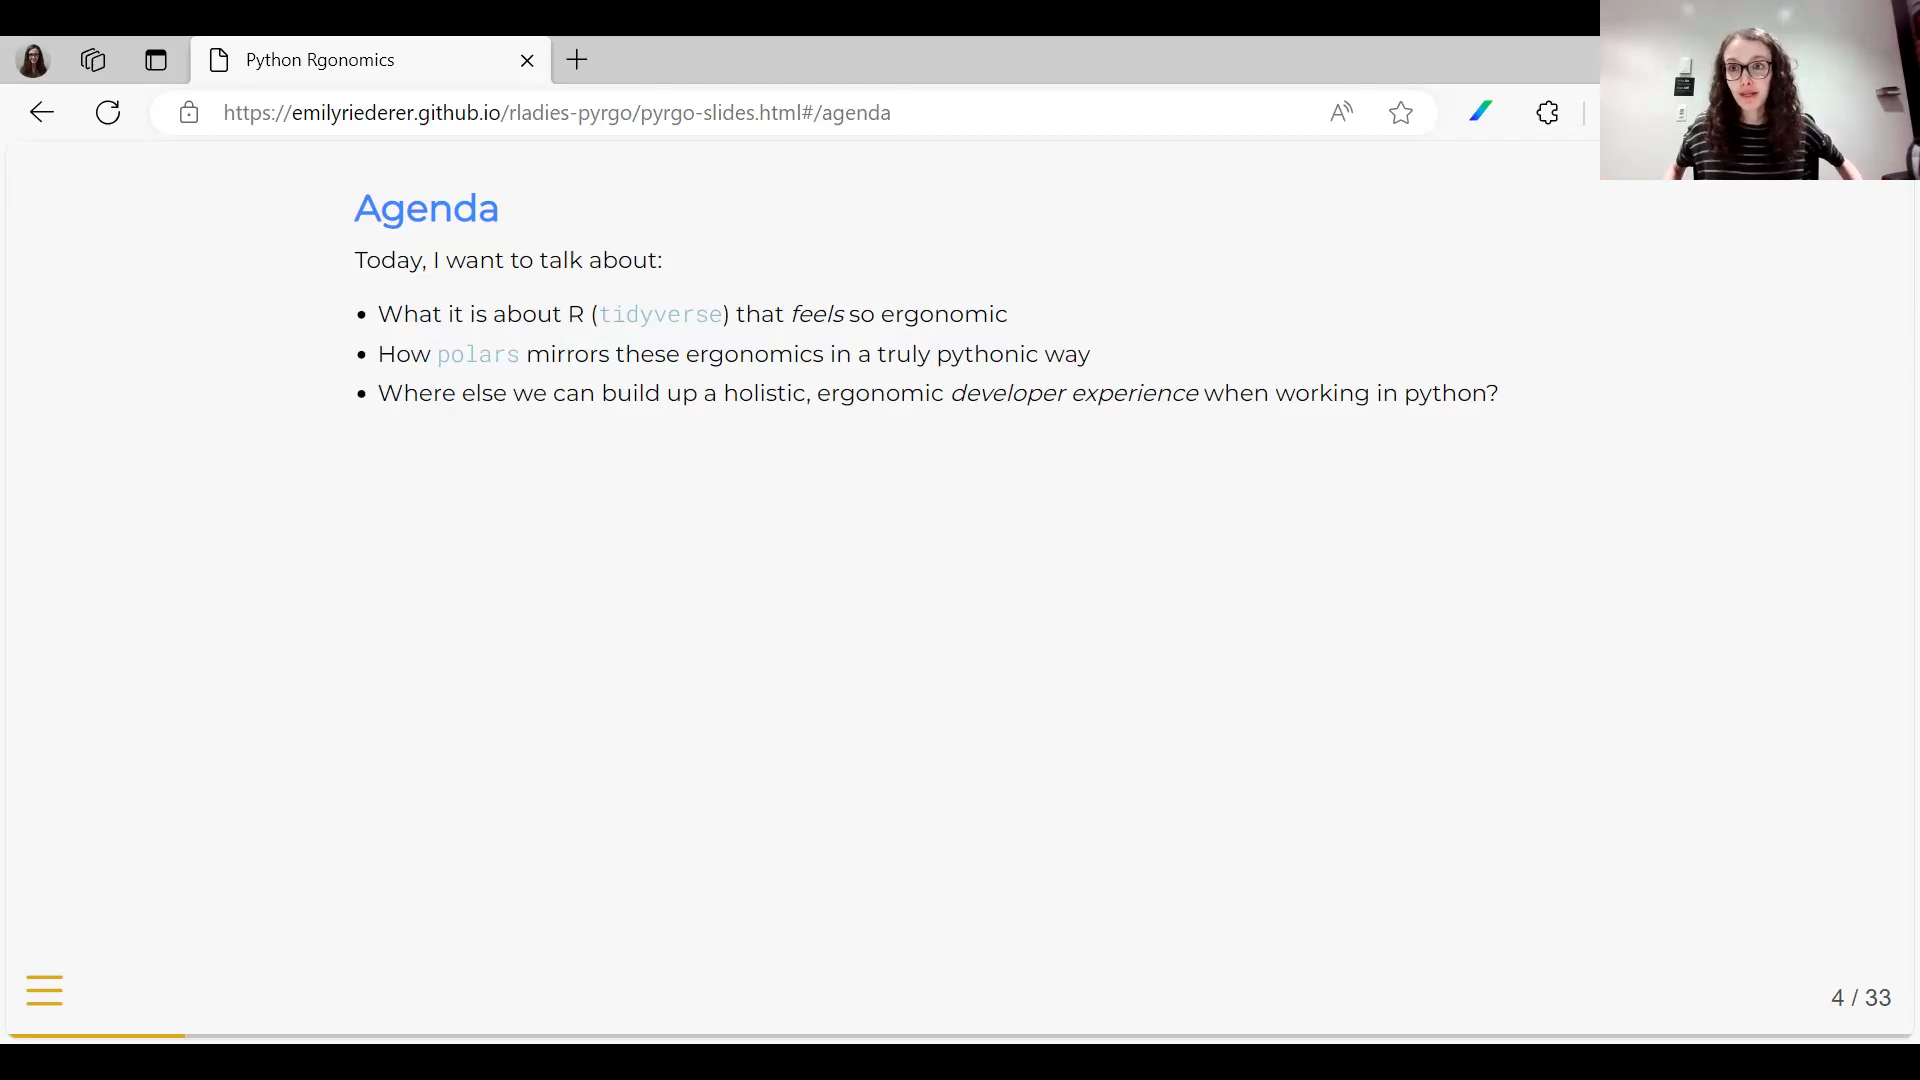 Python Rgonomics
https://emilyriederer.github.io/rladies-pyrgo/pyrgo-slides.html#/agenda
Agenda
Today, I want to talk about:
• What it is about R (tidyverse) that feels so ergonomic
• How polars mirrors these ergonomics in a truly pythonic way
• Where else we can build up a holistic, ergonomic developer experience when working in python?
4 / 33